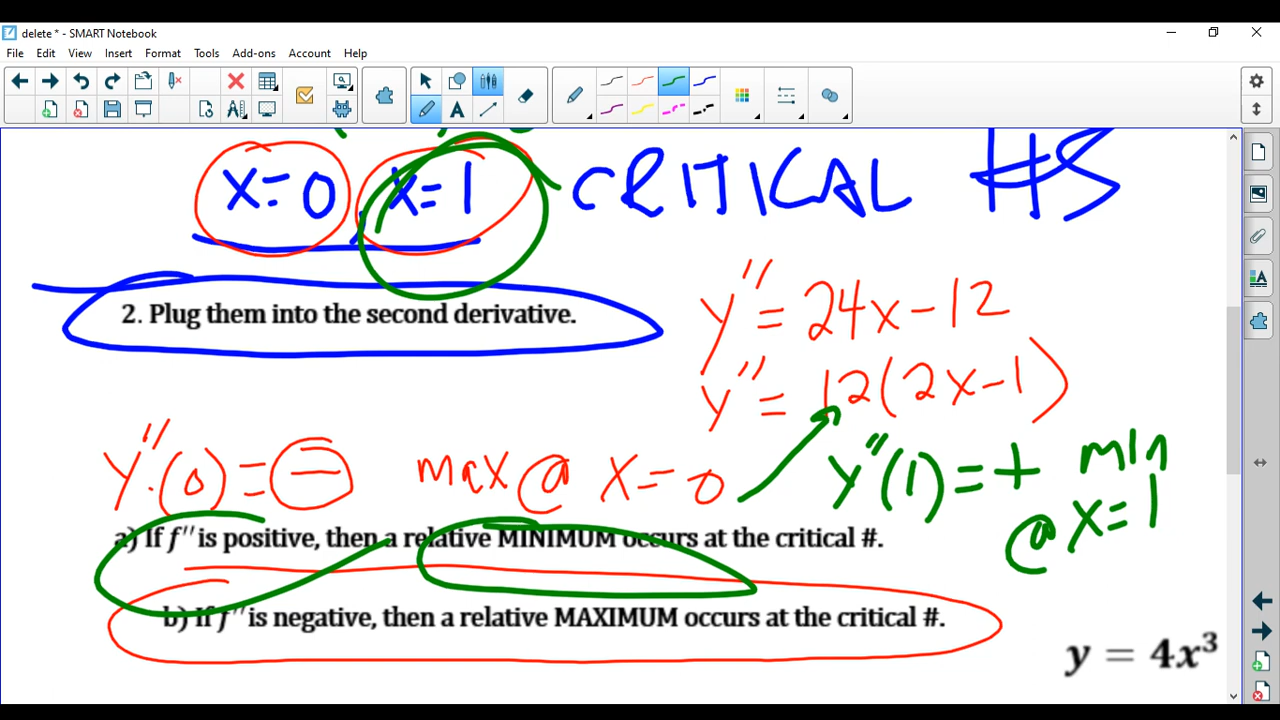 delete * - SMART Notebook
File Edit View Insert Format Tools Add-ons Account Help
x=0 x=1 CRITICAL #S
2. Plug them into the second derivative.
y''=24x-12
y''=12(2x-1)
y''(0)=- max@ x=0
y''(1)=+ min
@x=1
a) If f'' is positive, then a relative MINIMUM occurs at the critical #.
b) If f'' is negative, then a relative MAXIMUM occurs at the critical #.
y = 4x³